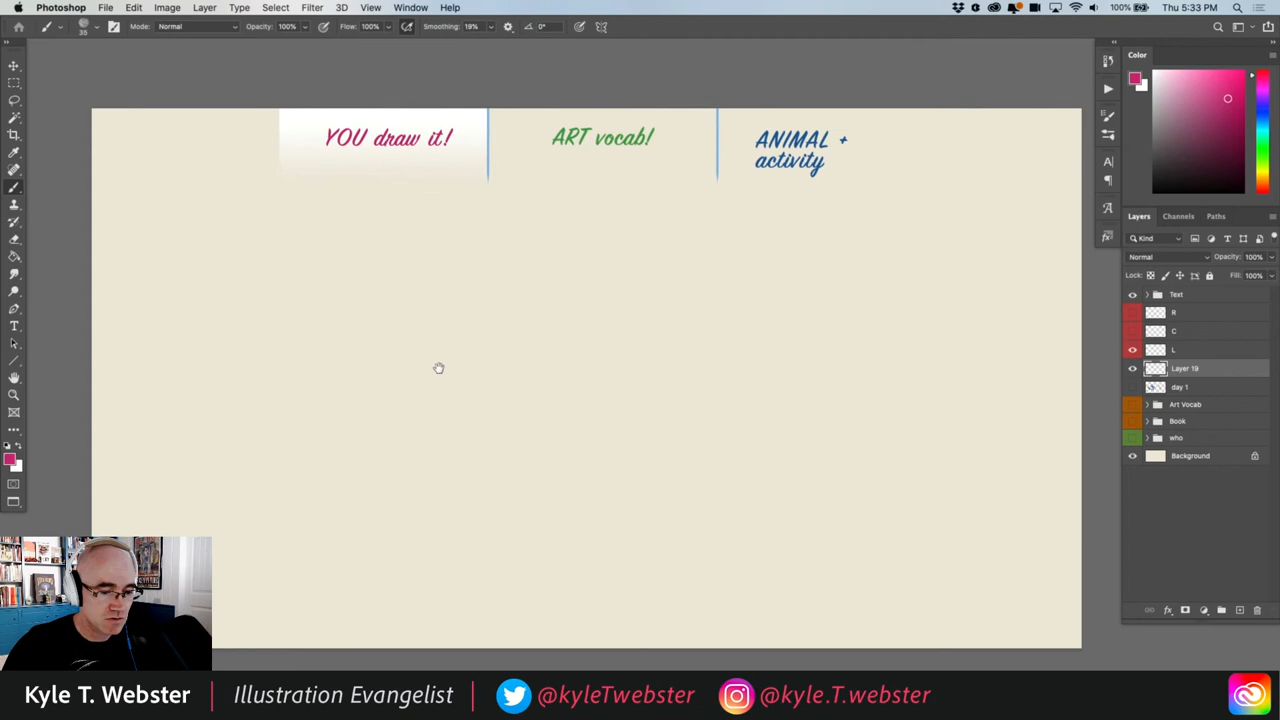 Photoshop File Edit Image Layer Type Select Filter 3D View Window Help 100% Thu 5:33 PM
35 Mode: Normal Opacity: 100% Flow: 100% Smoothing: 19% 0°
Color
YOU draw it!
ART vocab!
ANIMAL +
activity
Layers Channels Paths
Kind
Normal Opacity: 100%
Lock: Fill: 100%
Text
R
C
L
Layer 19
day 1
Art Vocab
Book
who
Background
Kyle T. Webster | Illustration Evangelist @kyleTwebster @kyle.T.webster